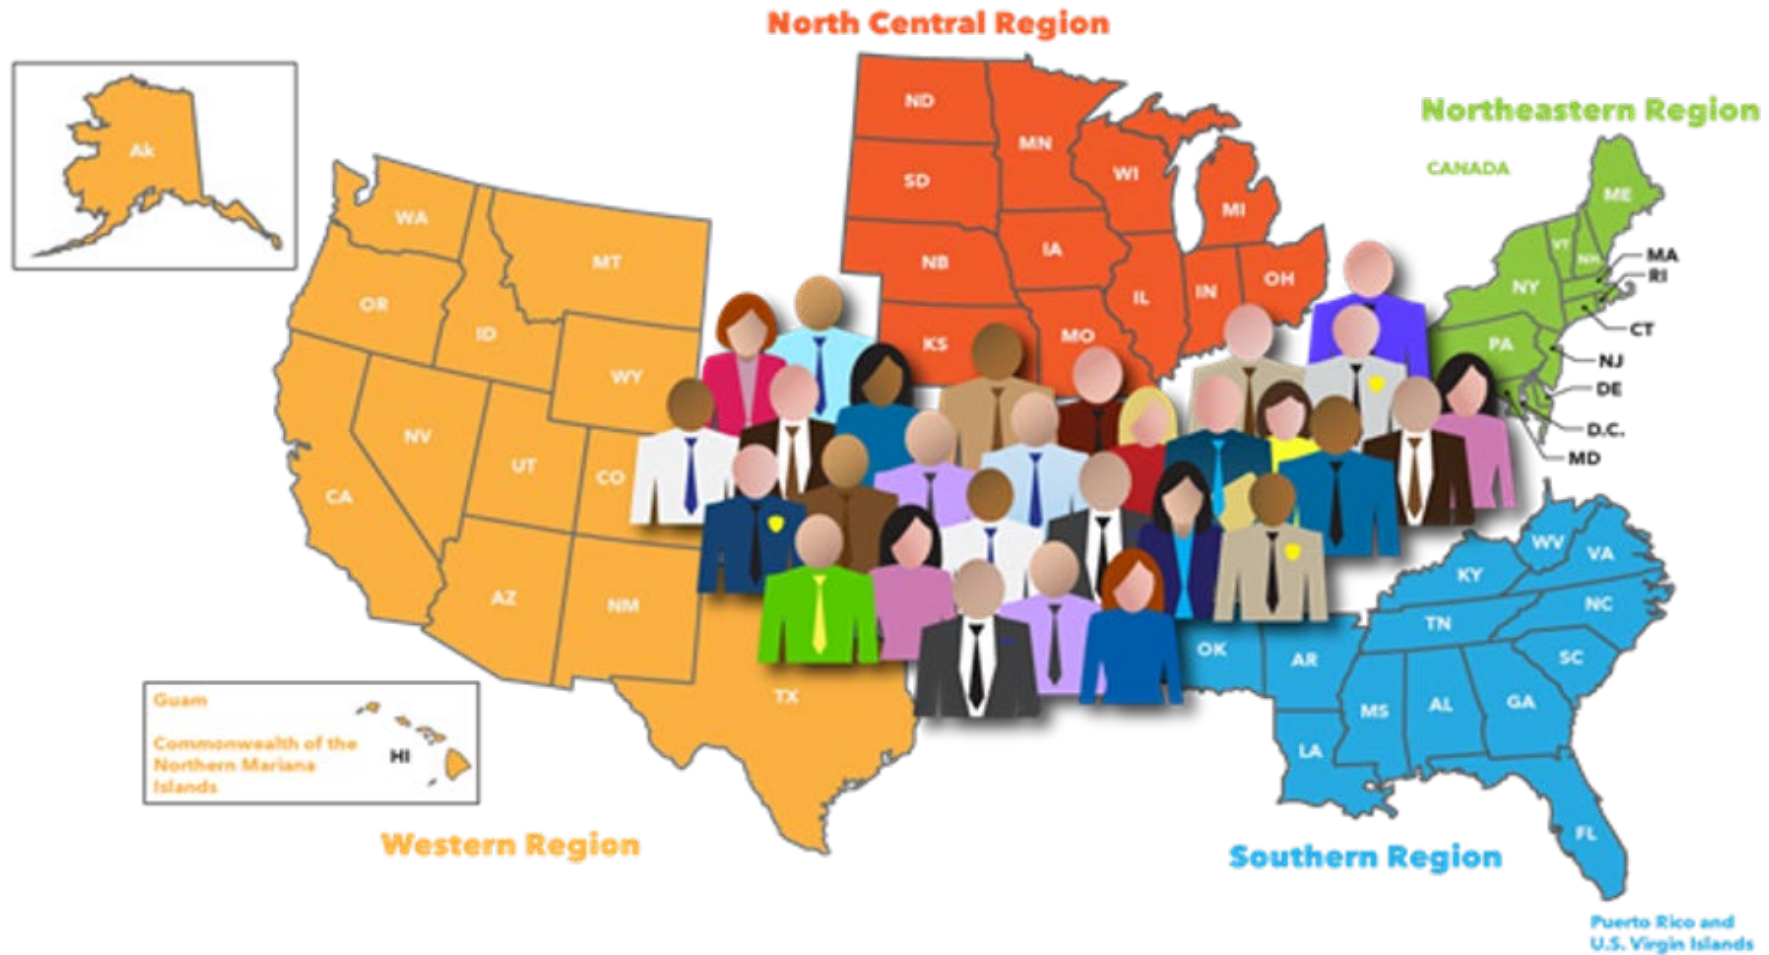 North Central Region
Northeastern Region
CANADA
Ak
ND
MN
SD
WI
MI
ME
WA
MT
NB
IA
IL
IN
OH
VT
NH
MA
RI
NY
CT
OR
ID
KS
MO
PA
NJ
WY
DE
D.C.
MD
NV
UT
CO
CA
AZ
NM
TX
WV
VA
KY
NC
TN
OK
AR
SC
MS
AL
GA
LA
FL
Guam
Commonwealth of the
Northern Mariana
Islands
HI
Western Region
Southern Region
Puerto Rico and
U.S. Virgin Islands